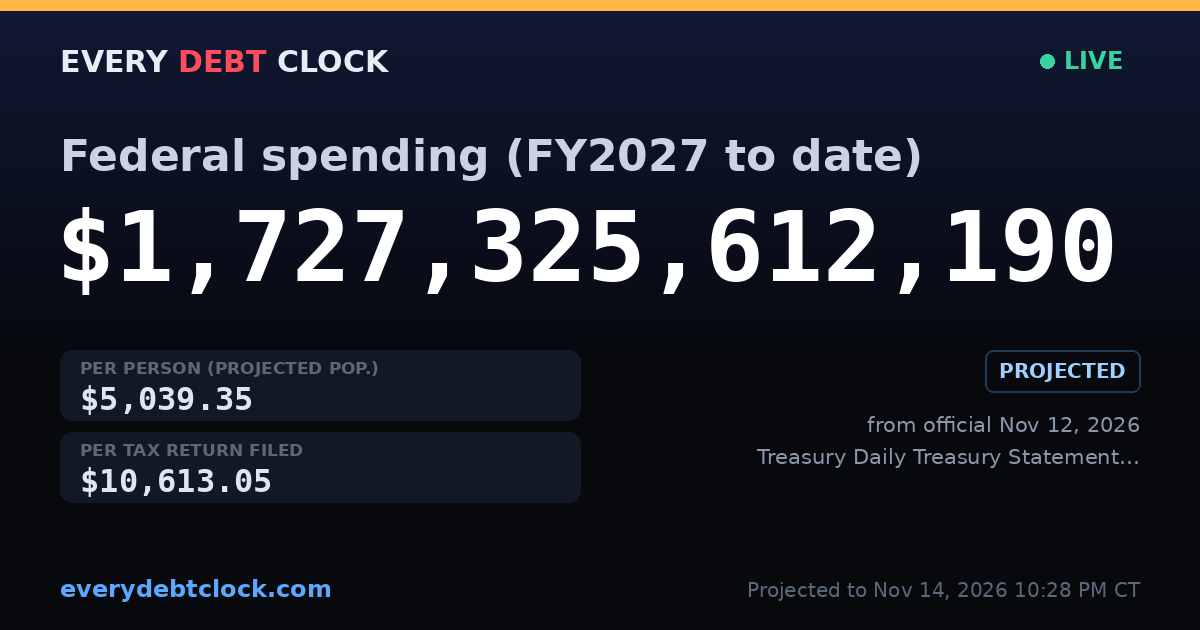 EVERY DEBT CLOCK
LIVE
Federal spending (FY2027 to date)
$1,727,325,612,190
PER PERSON (PROJECTED POP.)
$5,039.35
PER TAX RETURN FILED
$10,613.05
PROJECTED
from official Nov 12, 2026
Treasury Daily Treasury Statement…
everydebtclock.com
Projected to Nov 14, 2026 10:28 PM CT